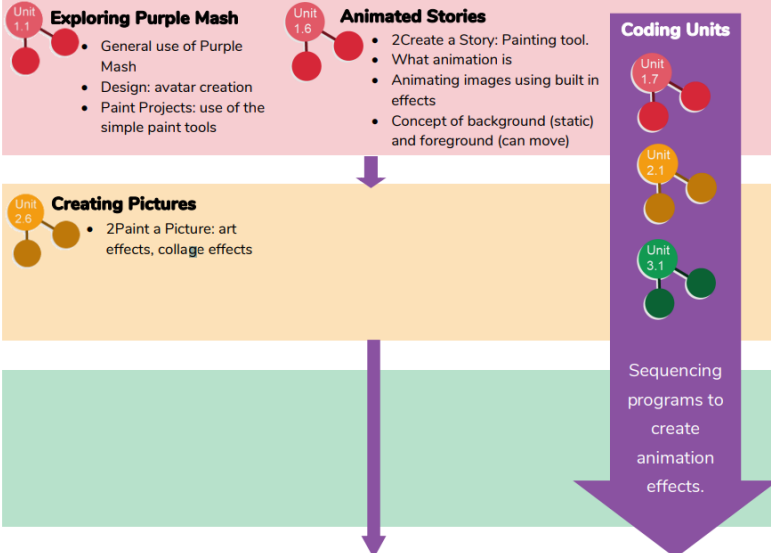 Unit
1.1
Exploring Purple Mash
• General use of Purple
Mash
• Design: avatar creation
• Paint Projects: use of the
simple paint tools
Unit
1.6
Animated Stories
• 2Create a Story: Painting tool.
• What animation is
• Animating images using built in
effects
• Concept of background (static)
and foreground (can move)
Coding Units
Unit
1.7
Unit
2.1
Unit
3.1
Sequencing
programs to
create
animation
effects.
Unit
2.6
Creating Pictures
• 2Paint a Picture: art
effects, collage effects